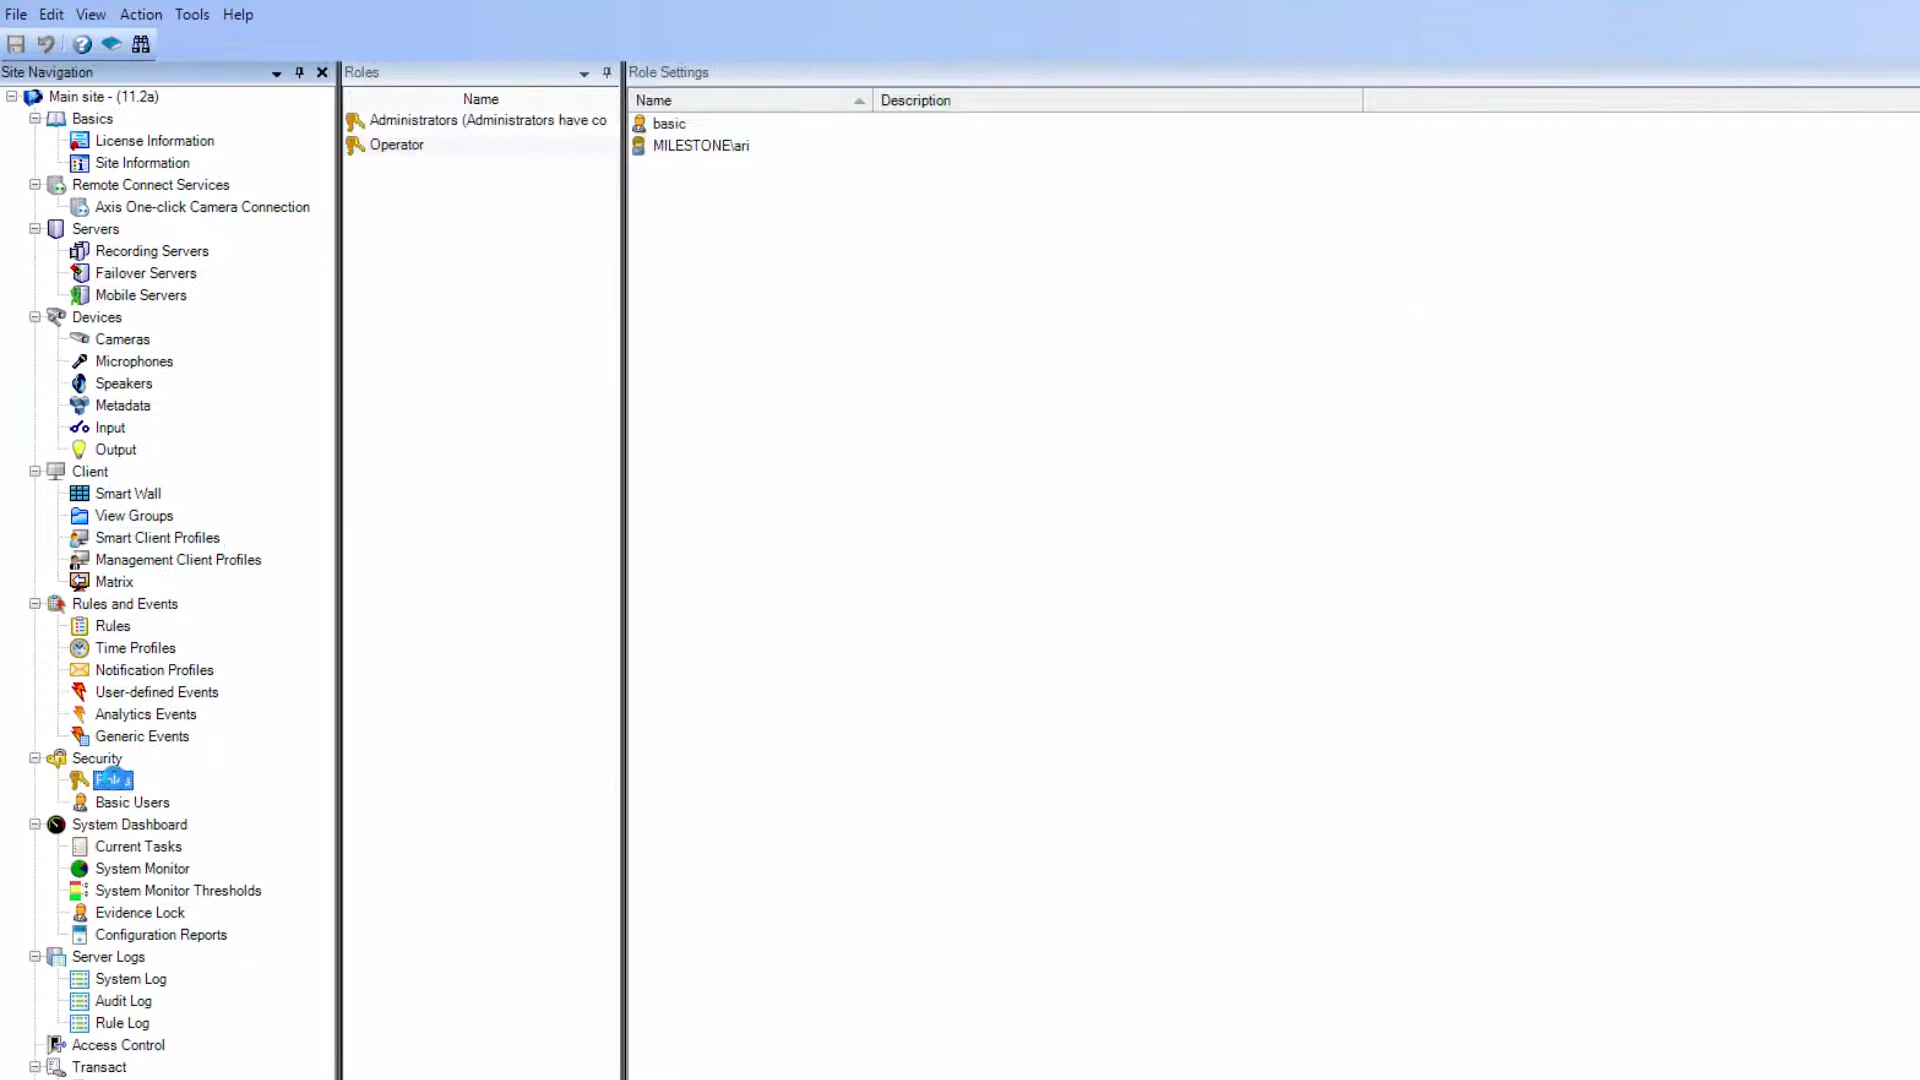 File Edit View Action Tools Help
Site Navigation
Main site - (11.2a)
Basics
License Information
Site Information
Remote Connect Services
Axis One-click Camera Connection
Servers
Recording Servers
Failover Servers
Mobile Servers
Devices
Cameras
Microphones
Speakers
Metadata
Input
Output
Client
Smart Wall
View Groups
Smart Client Profiles
Management Client Profiles
Matrix
Rules and Events
Rules
Time Profiles
Notification Profiles
User-defined Events
Analytics Events
Generic Events
Security
Basic Users
System Dashboard
Current Tasks
System Monitor
System Monitor Thresholds
Evidence Lock
Configuration Reports
Server Logs
System Log
Audit Log
Rule Log
Access Control
Transact
Roles
Name
Administrators (Administrators have co
Operator
Role Settings
Name Description
basic
MILESTONE\ari